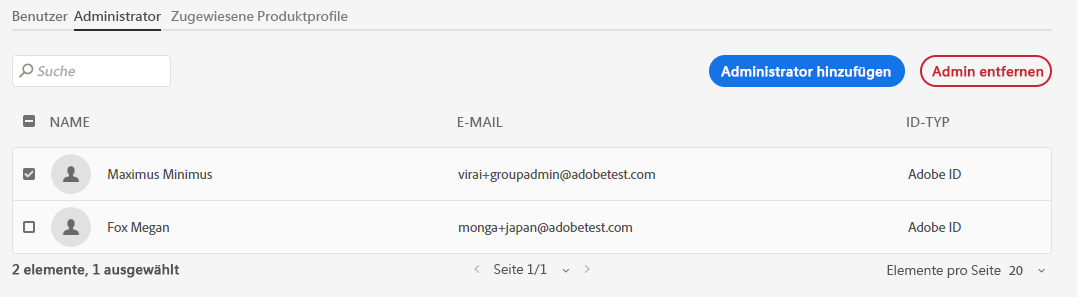 Benutzer Administrator Zugewiesene Produktprofile
Suche Administrator hinzufügen Admin entfernen
NAME E-MAIL ID-TYP
Maximus Minimus virai+groupadmin@adobetest.com Adobe ID
Fox Megan monga+japan@adobetest.com Adobe ID
2 elemente, 1 ausgewählt Seite 1/1 Elemente pro Seite 20